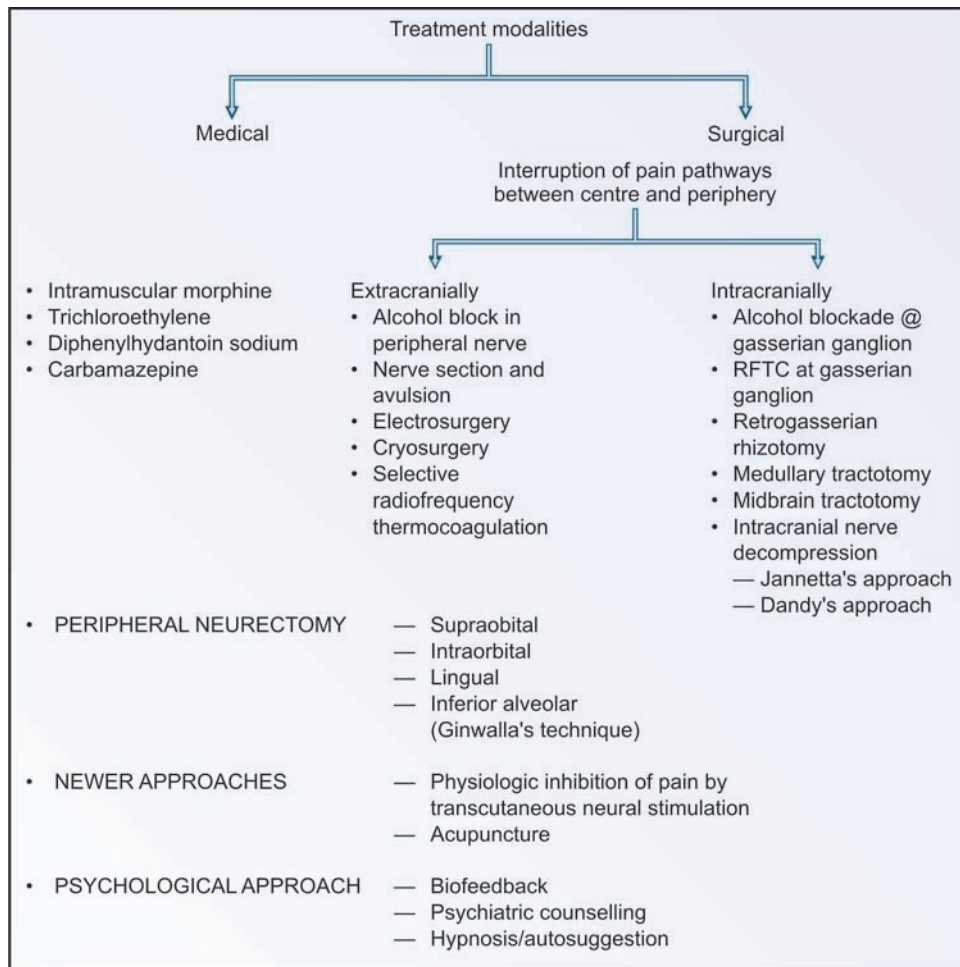 Treatment modalities
Medical
Surgical
Interruption of pain pathways
between centre and periphery
• Intramuscular morphine
• Trichloroethylene
• Diphenylhydantoin sodium
• Carbamazepine
Extracranially
• Alcohol block in
peripheral nerve
• Nerve section and
avulsion
• Electrosurgery
• Cryosurgery
• Selective
radiofrequency
thermocoagulation
Intracranially
• Alcohol blockade @
gasserian ganglion
• RFTC at gasserian
ganglion
• Retrogasserian
rhizotomy
• Medullary tractotomy
• Midbrain tractotomy
• Intracranial nerve
decompression
— Jannetta's approach
— Dandy's approach
• PERIPHERAL NEURECTOMY
— Supraobital
— Intraorbital
— Lingual
— Inferior alveolar
(Ginwalla's technique)
• NEWER APPROACHES
— Physiologic inhibition of pain by
transcutaneous neural stimulation
— Acupuncture
• PSYCHOLOGICAL APPROACH
— Biofeedback
— Psychiatric counselling
— Hypnosis/autosuggestion